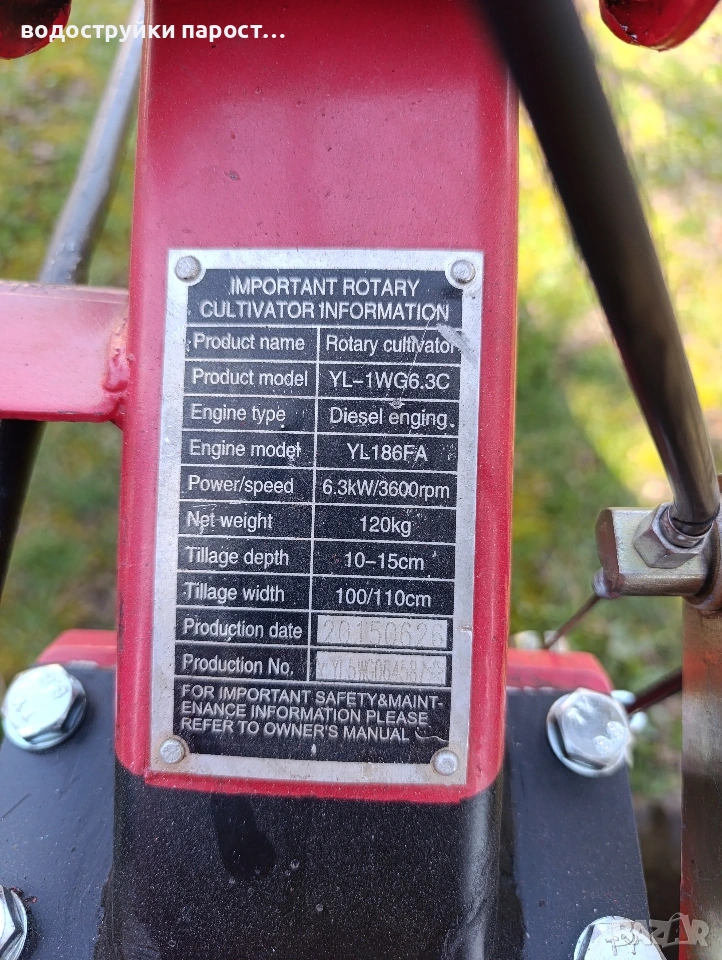 водоструйки парост...
IMPORTANT ROTARY
CULTIVATOR INFORMATION
Product name Rotary cultivator
Product model YL-1WG6.3C
Engine type Diesel enging
Engine model YL186FA
Power/speed 6.3kW/3600rpm
Net weight 120kg
Tillage depth 10-15cm
Tillage width 100/110cm
Production date 20150626
Production No.
FOR IMPORTANT SAFETY&MAINT-
ENANCE INFORMATION PLEASE
REFER TO OWNER'S MANUAL
BAZAR